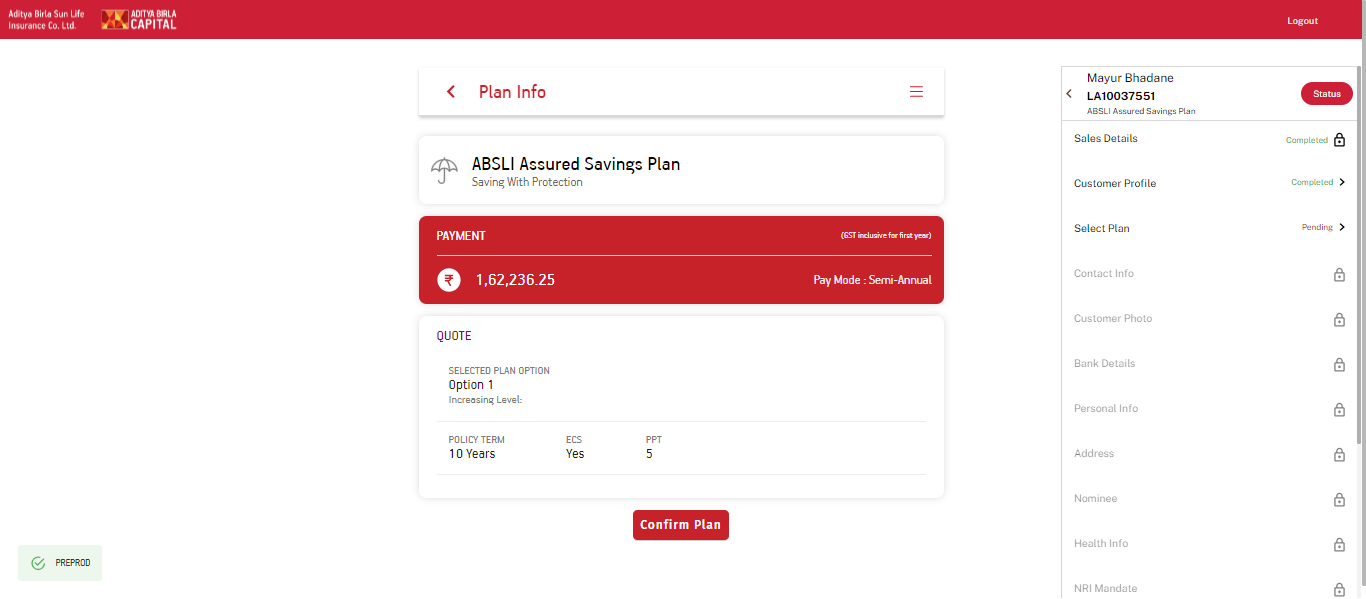 Aditya Birla Sun Life
Insurance Co. Ltd.
ADITYA BIRLA
CAPITAL
Logout
Plan Info
ABSLI Assured Savings Plan
Saving With Protection
PAYMENT
(GST inclusive for first year)
₹ 1,62,236.25
Pay Mode : Semi-Annual
QUOTE
SELECTED PLAN OPTION
Option 1
Increasing Level:
POLICY TERM ECS PPT
10 Years Yes 5
Confirm Plan
PREPROD
Mayur Bhadane
LA10037551
ABSLI Assured Savings Plan
Status
Sales Details Completed
Customer Profile Completed
Select Plan Pending
Contact Info
Customer Photo
Bank Details
Personal Info
Address
Nominee
Health Info
NRI Mandate